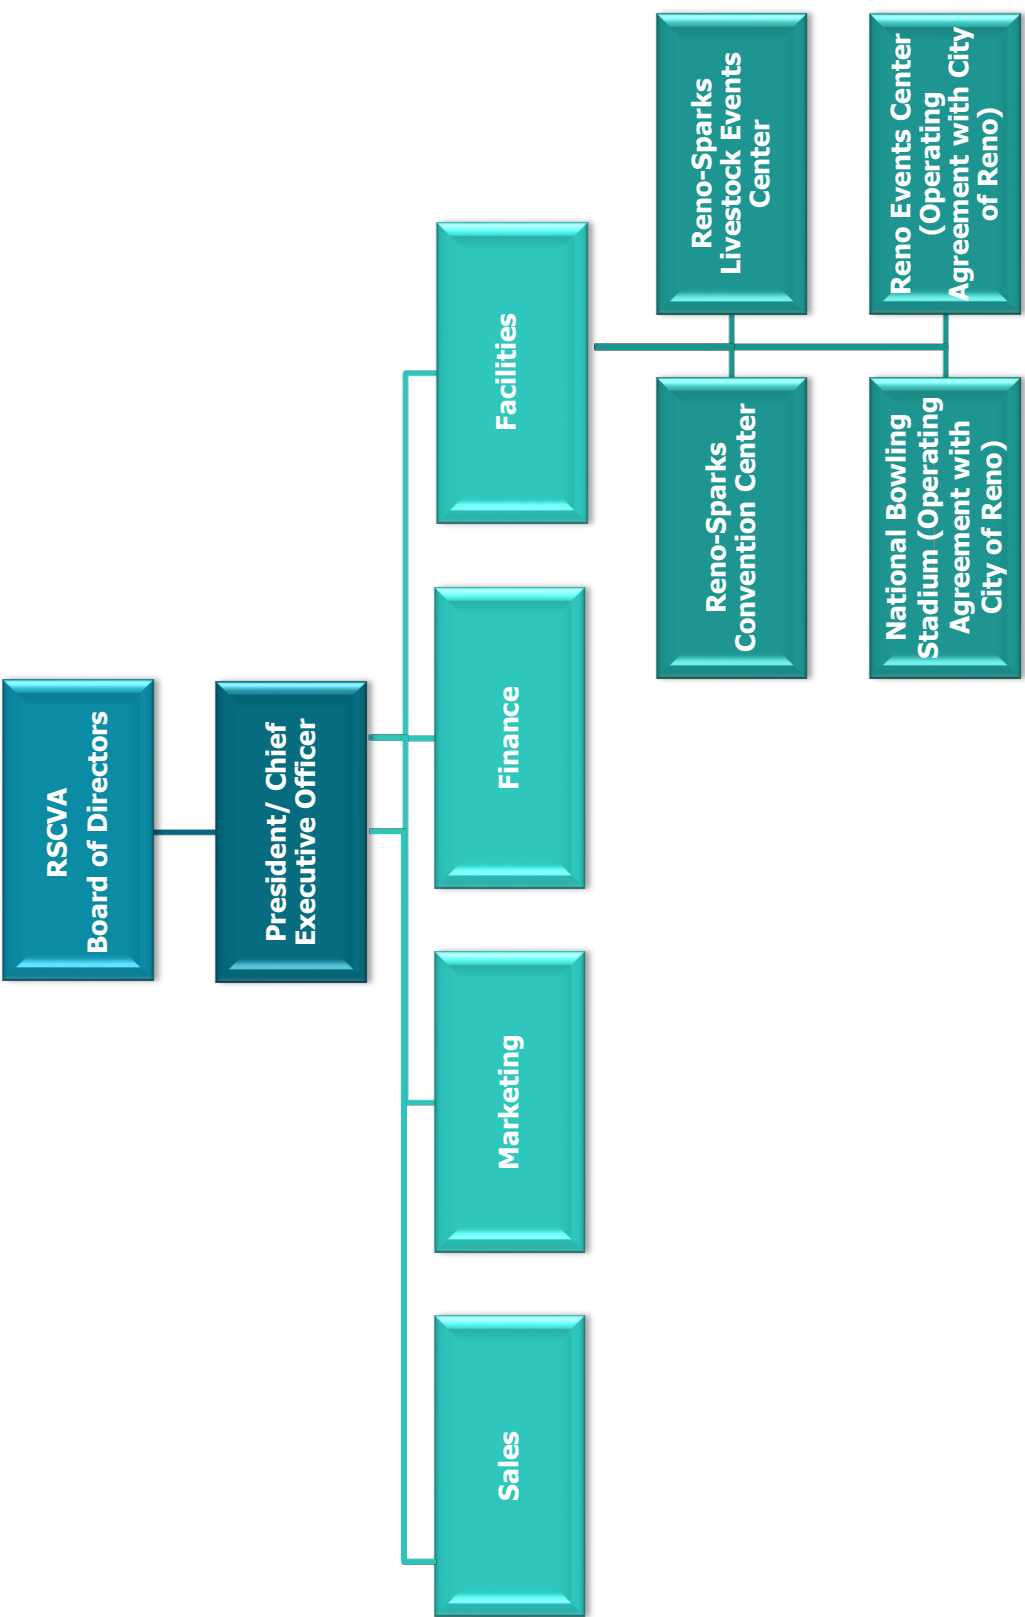 RSCVA
Board of Directors
President/ Chief
Executive Officer
Sales
Marketing
Finance
Facilities
Reno-Sparks
Convention Center
Reno-Sparks
Livestock Events
Center
National Bowling
Stadium (Operating
Agreement with
City of Reno)
Reno Events Center
(Operating
Agreement with City
of Reno)